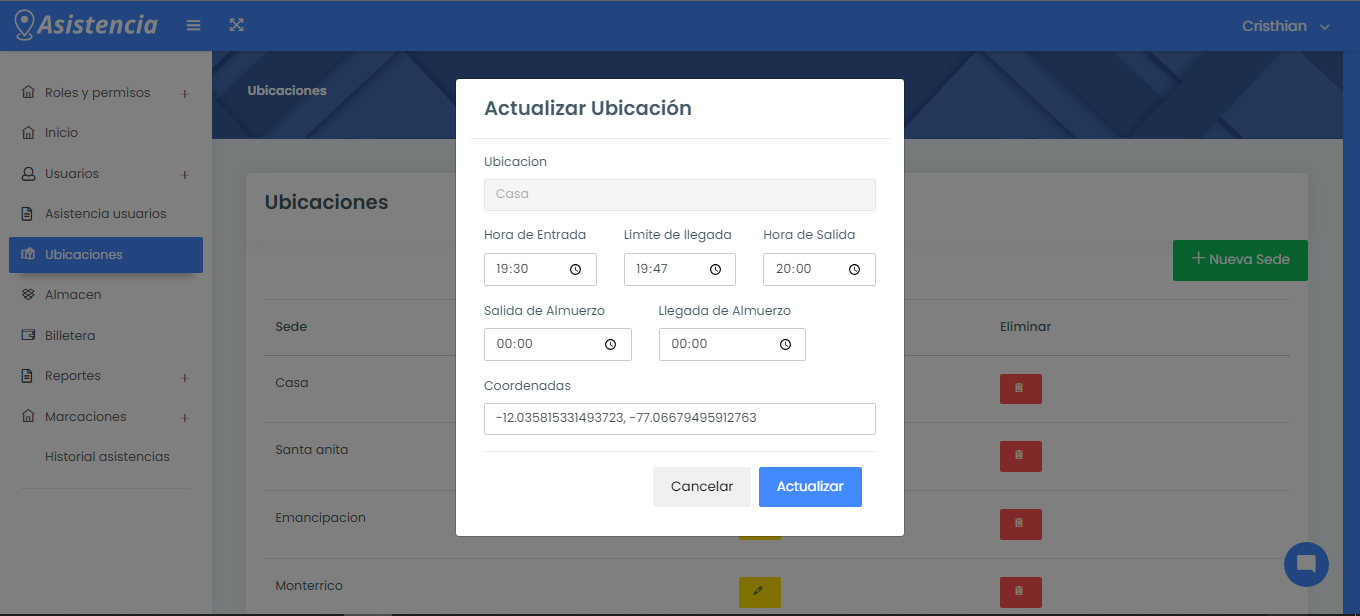 Asistencia
Cristhian
Roles y permisos +
Inicio
Usuarios +
Asistencia usuarios
Ubicaciones
Almacen
Billetera
Reportes +
Marcaciones +
Historial asistencias
Ubicaciones
Ubicaciones
+ Nueva Sede
Sede Eliminar
Casa
Santa anita
Emancipacion
Monterrico
Actualizar Ubicación
Ubicacion
Casa
Hora de Entrada Limite de llegada Hora de Salida
19:30 19:47 20:00
Salida de Almuerzo Llegada de Almuerzo
00:00 00:00
Coordenadas
-12.035815331493723, -77.06679495912763
Cancelar Actualizar